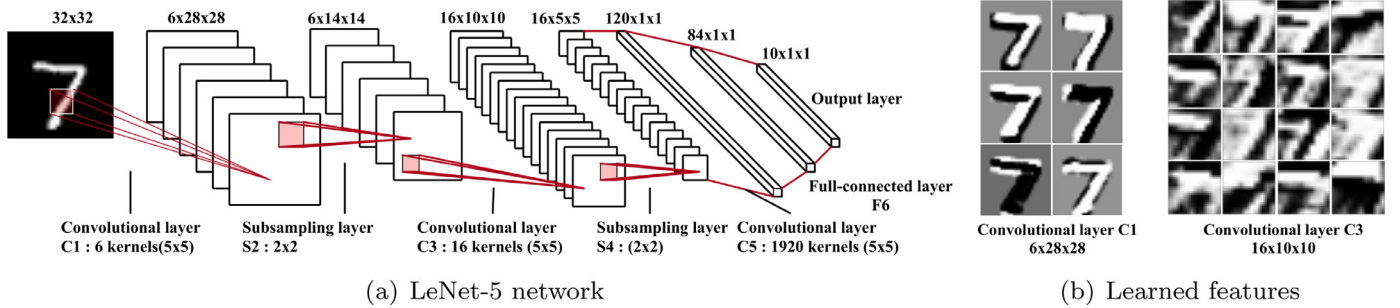 32x32 6x28x28 6x14x14 16x10x10 16x5x5 120x1x1
84x1x1
10x1x1
Output layer
Full-connected layer
F6
Convolutional layer Subsampling layer Convolutional layer Subsampling layer Convolutional layer
C1 : 6 kernels(5x5) S2 : 2x2 C3 : 16 kernels (5x5) S4 : (2x2) C5 : 1920 kernels (5x5)
(a) LeNet-5 network
Convolutional layer C1
6x28x28
Convolutional layer C3
16x10x10
(b) Learned features